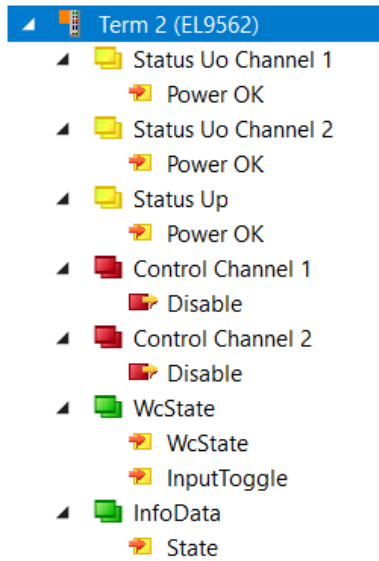 Term 2 (EL9562)
Status Uo Channel 1
Power OK
Status Uo Channel 2
Power OK
Status Up
Power OK
Control Channel 1
Disable
Control Channel 2
Disable
WcState
WcState
InputToggle
InfoData
State